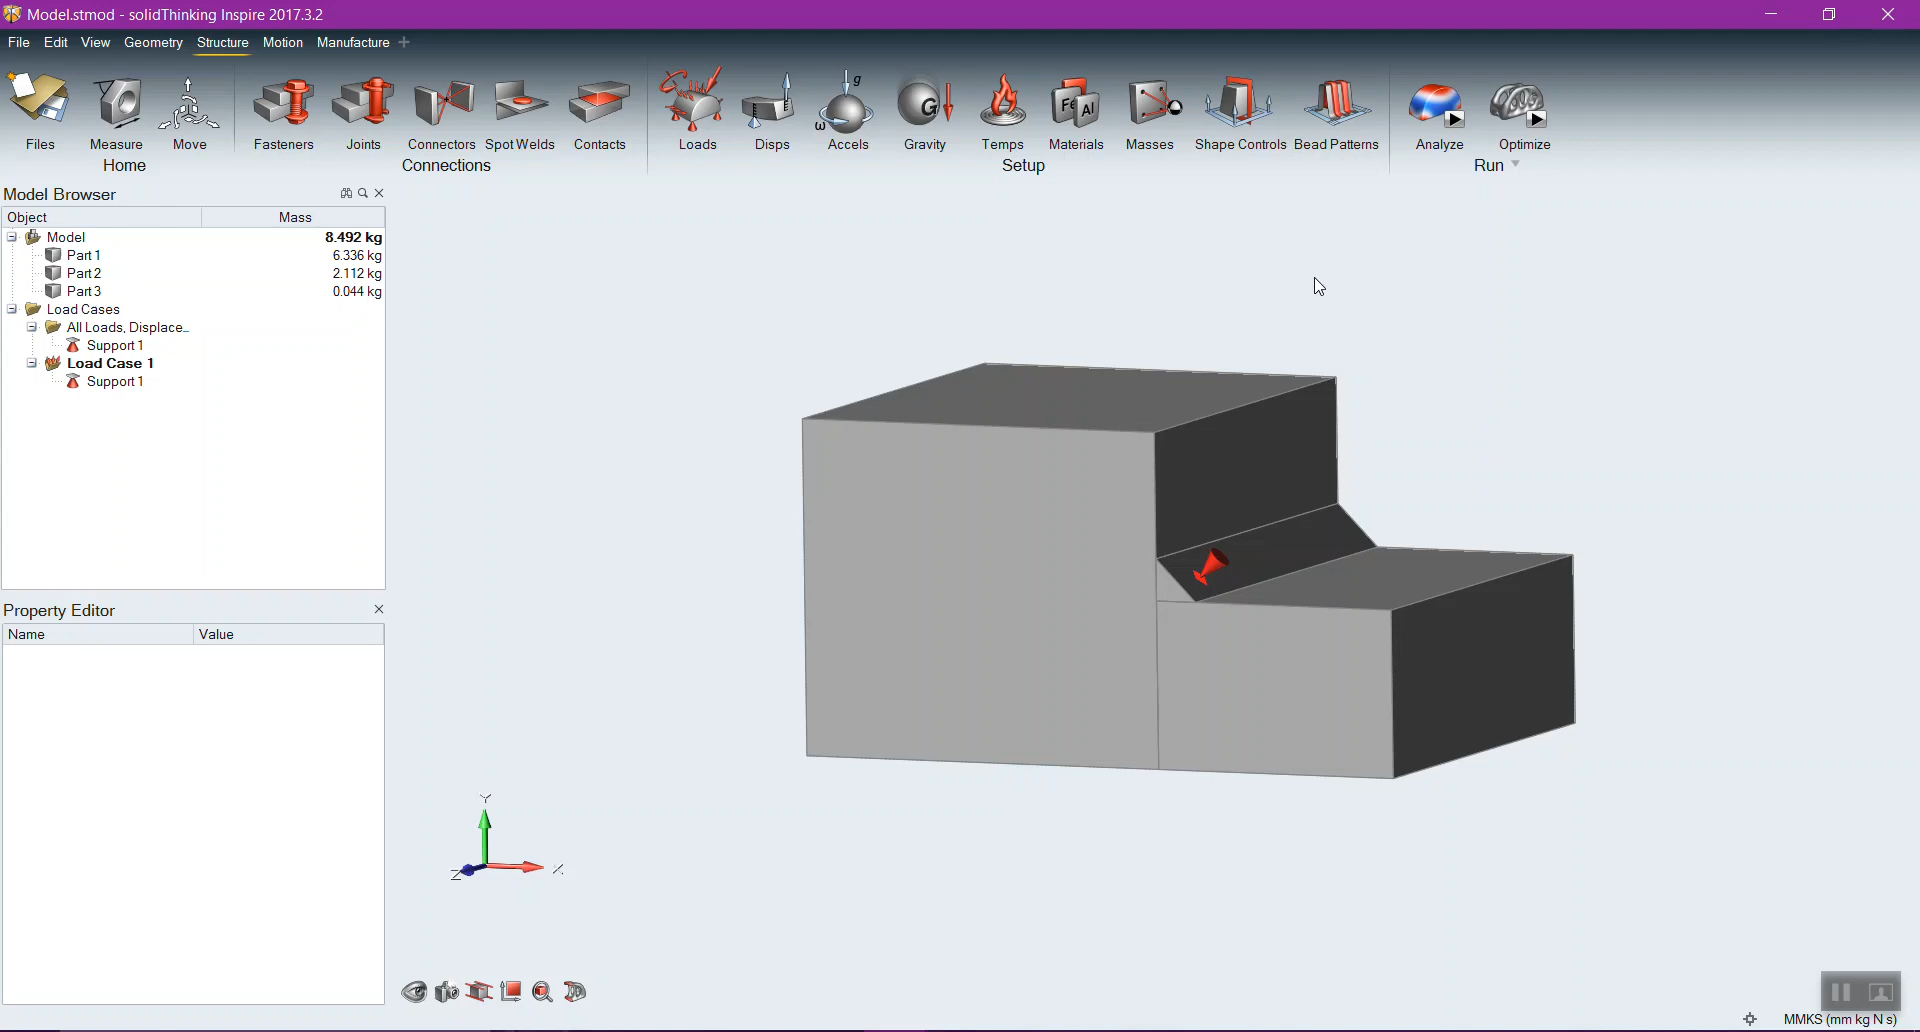 Model.stmod - solidThinking Inspire 2017.3.2
File Edit View Geometry Structure Motion Manufacture +
g
G
ω
Fe Al
Files Measure Move Fasteners Joints Connectors Spot Welds Contacts Loads Disps Accels Gravity Temps Materials Masses Shape Controls Bead Patterns Analyze Optimize
Home Connections Setup Run
Model Browser
Object Mass
Model 8.492 kg
Part 1 6.336 kg
Part 2 2.112 kg
Part 3 0.044 kg
Load Cases
All Loads, Displace...
Support 1
Load Case 1
Support 1
Property Editor
Name Value
Y
Z X
MMKS (mm kg N s)